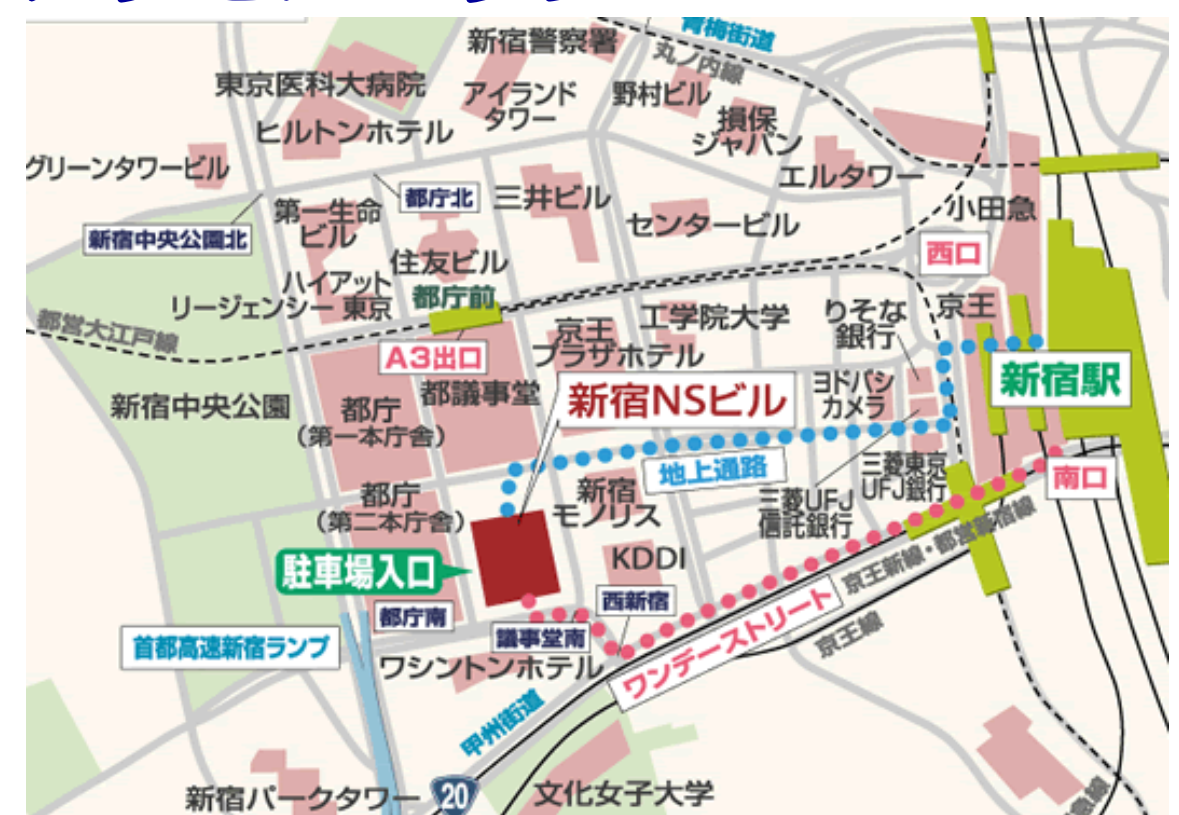 新宿警察署
青梅街道
丸ノ内線
東京医科大病院
アイランド
タワー
野村ビル
損保
ジャパン
ヒルトンホテル
グリーンタワービル
エルタワー
都庁北
三井ビル
第一生命
ビル
センタービル
小田急
新宿中央公園北
西口
住友ビル
ハイアット
リージェンシー 東京
都庁前
都営大江戸線
京王
プラザホテル
工学院大学
りそな
銀行
京王
A3出口
新宿駅
新宿NSビル
ヨドバシ
カメラ
新宿中央公園
都庁
(第一本庁舎)
都議事堂
地上通路
三菱東京
UFJ銀行
南口
都庁
(第二本庁舎)
新宿
モノリス
三菱UFJ
信託銀行
KDDI
京王新線・都営新宿線
駐車場入口
都庁南
西新宿
議事堂南
ワンデーストリート
京王線
首都高速新宿ランプ
ワシントンホテル
甲州街道
新宿パークタワー
20
文化女子大学